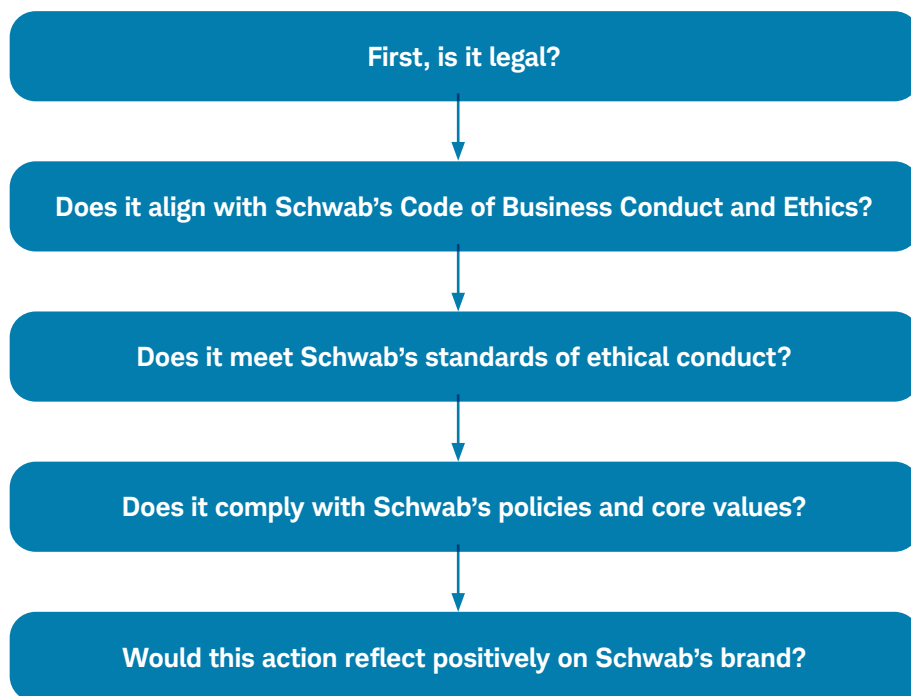 First, is it legal?
Does it align with Schwab’s Code of Business Conduct and Ethics?
Does it meet Schwab’s standards of ethical conduct?
Does it comply with Schwab’s policies and core values?
Would this action reflect positively on Schwab’s brand?